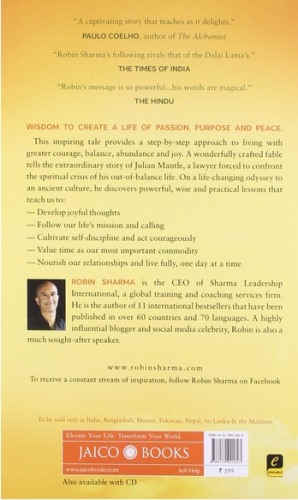 "A captivating story that teaches as it delights."
PAULO COELHO, author of The Alchemist
"Robin Sharma's following rivals that of the Dalai Lama's."
THE TIMES OF INDIA
"Robin's message is so powerful...his words are magical."
THE HINDU
WISDOM TO CREATE A LIFE OF PASSION, PURPOSE AND PEACE.
This inspiring tale provides a step-by-step approach to living with
greater courage, balance, abundance and joy. A wonderfully crafted fable
tells the extraordinary story of Julian Mantle, a lawyer forced to confront
the spiritual crisis of his out-of-balance life. On a life-changing odyssey to
an ancient culture, he discovers powerful, wise and practical lessons that
teach us to:
— Develop joyful thoughts
— Follow our life's mission and calling
— Cultivate self-discipline and act courageously
— Value time as our most important commodity
— Nourish our relationships and live fully, one day at a time
ROBIN SHARMA is the CEO of Sharma Leadership
International, a global training and coaching services firm.
He is the author of 11 international bestsellers that have been
published in over 60 countries and 70 languages. A highly
influential blogger and social media celebrity, Robin is also a
much sought-after speaker.
www.robinsharma.com
To receive a constant stream of inspiration, follow Robin Sharma on Facebook
To be sold only in India, Bangladesh, Bhutan, Pakistan, Nepal, Sri Lanka & the Maldives.
Elevate Your Life. Transform Your World.
JAICO BOOKS
www.jaicobooks.com
Self-Help
e
Also available with CD